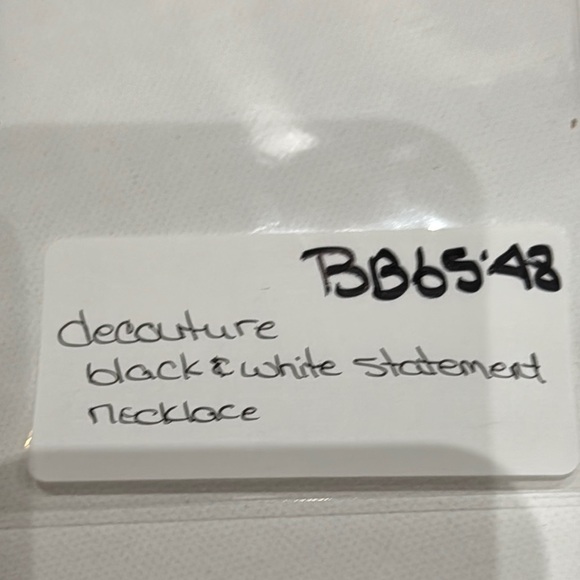 BB65.48
decouture
black & white statement
necklace